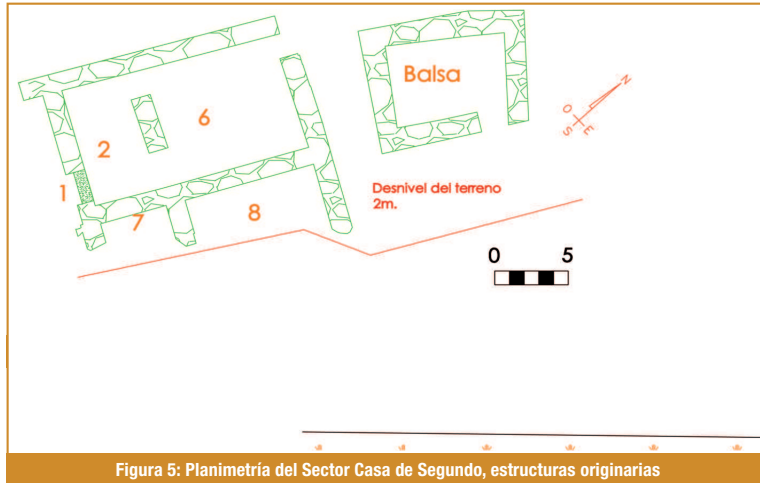 Balsa
N
O
E
S
6
2
1
7
8
Desnivel del terreno
2m.
0 5
Figura 5: Planimetría del Sector Casa de Segundo, estructuras originarias